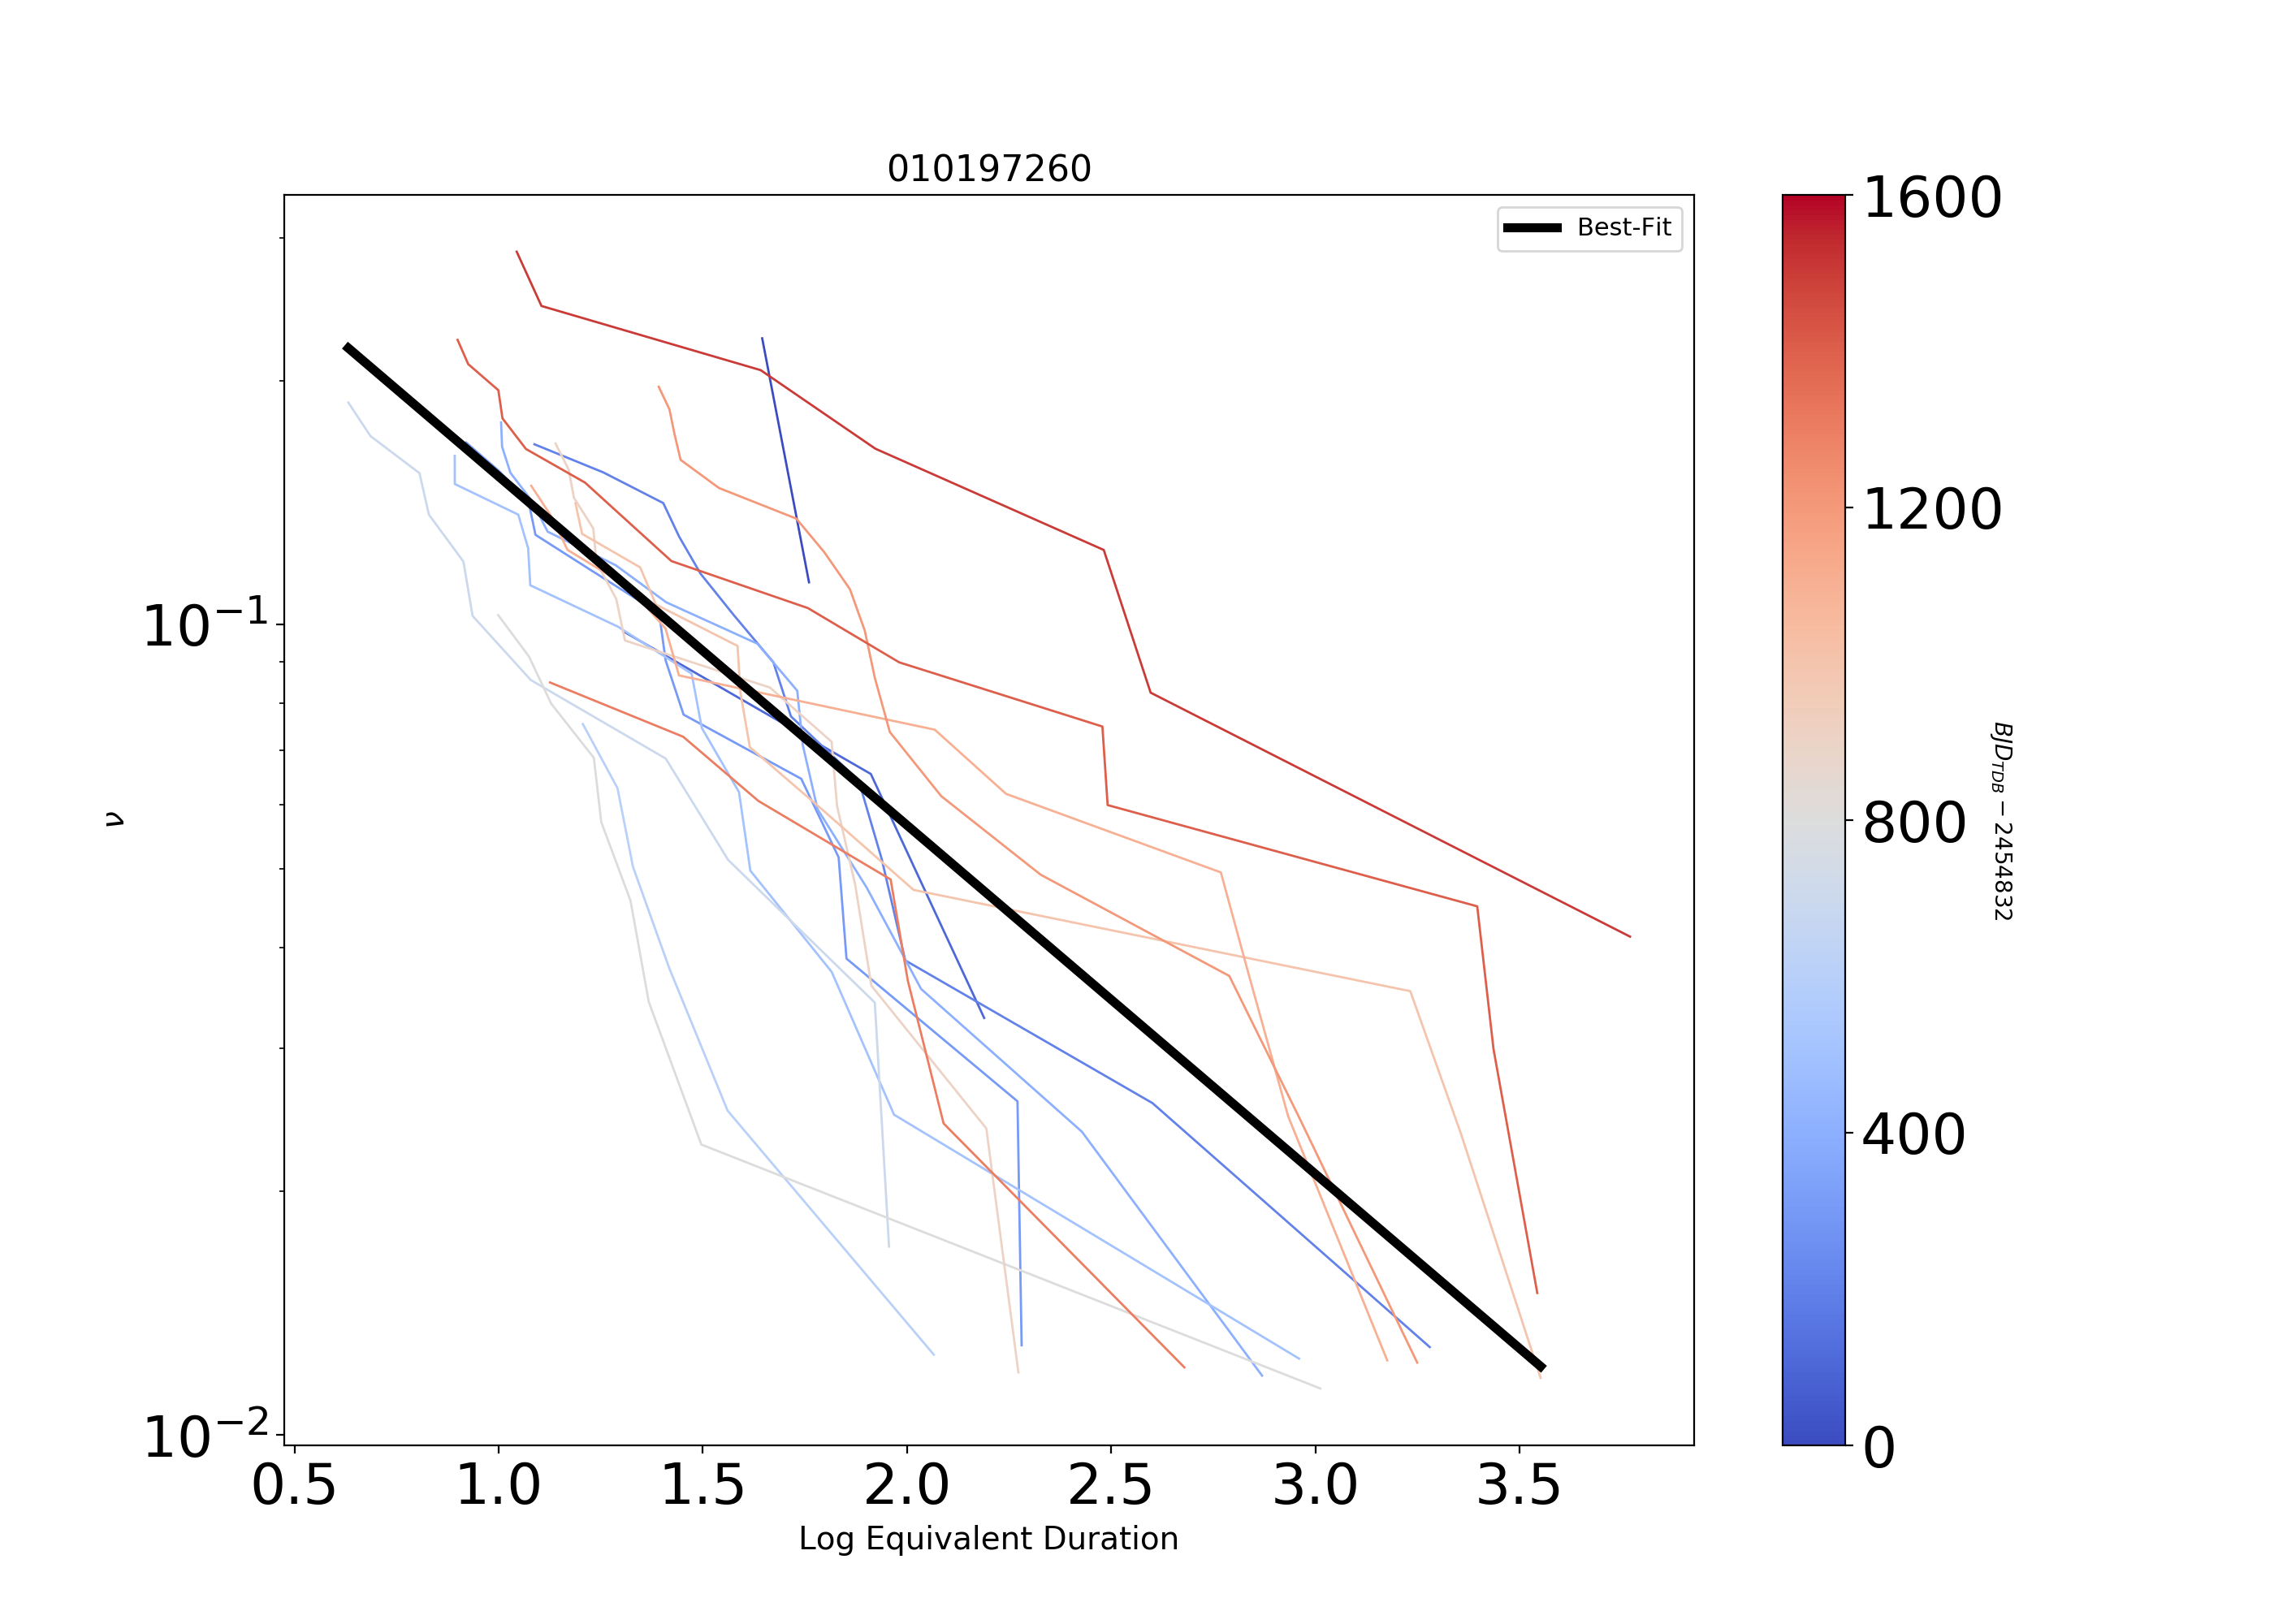 010197260
Best-Fit
10⁻¹
10⁻²
ν
0.5 1.0 1.5 2.0 2.5 3.0 3.5
Log Equivalent Duration
1600
1200
800
400
0
BJD_TDB − 2454832